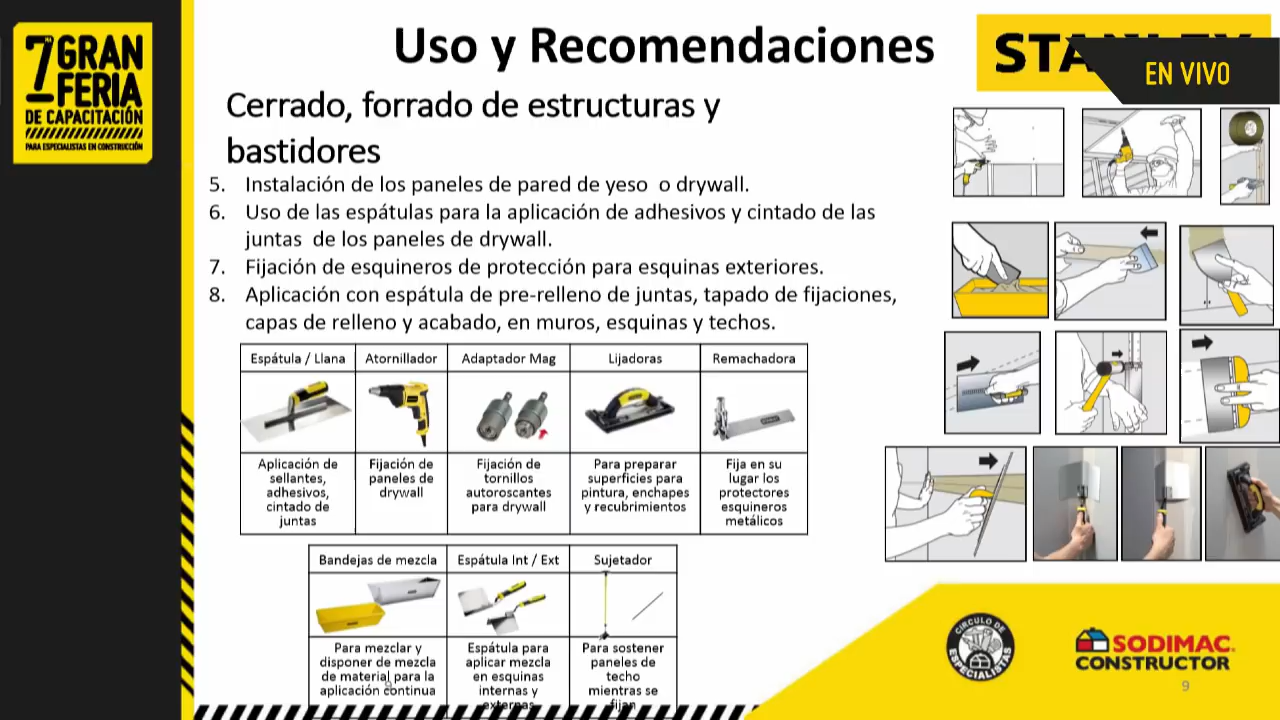 7MA GRAN
FERIA
DE CAPACITACIÓN
PARA ESPECIALISTAS EN CONSTRUCCIÓN
Uso y Recomendaciones
EN VIVO
Cerrado, forrado de estructuras y
bastidores
5. Instalación de los paneles de pared de yeso o drywall.
6. Uso de las espátulas para la aplicación de adhesivos y cintado de las
juntas de los paneles de drywall.
7. Fijación de esquineros de protección para esquinas exteriores.
8. Aplicación con espátula de pre-relleno de juntas, tapado de fijaciones,
capas de relleno y acabado, en muros, esquinas y techos.
Espátula / Llana Atornillador Adaptador Mag Lijadoras Remachadora
Aplicación de Fijación de Fijación de Para preparar Fija en su
sellantes, paneles de tornillos superficies para lugar los
adhesivos, drywall autoroscantes pintura, enchapes protectores
cintado de para drywall y recubrimientos esquineros
juntas metálicos
Bandejas de mezcla Espátula Int / Ext Sujetador
Para mezclar y Espátula para Para sostener
disponer de mezcla aplicar mezcla paneles de
de material para la en esquinas techo
aplicación continua internas y mientras se
externas fijan
9
CIRCULO DE
ESPECIALISTAS
SODIMAC
CONSTRUCTOR
9